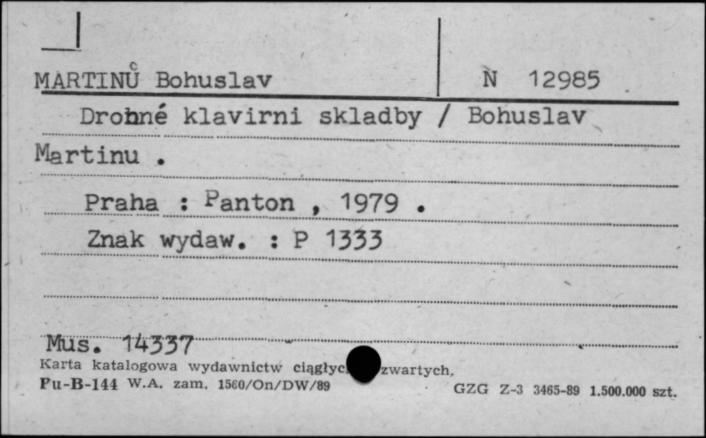 MARTINŮ Bohuslav N 12985
Drobné klavirni skladby / Bohuslav
Martinu .
Praha : Panton , 1979 .
Znak wydaw. : P 1333
Mus. 14337
Karta katalogowa wydawnictw zwartych,
Pu-B-144 W.A. zam. 1560/On/DW/89 GZG Z-3 3465-89 1.500.000 szt.